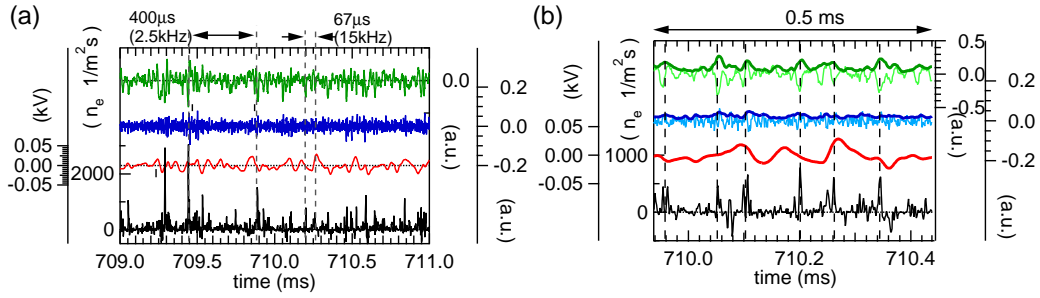 (a)
400μs
(2.5kHz)
67μs
(15kHz)
(kV)
( n_e 1/m²s )
0.05
0.00
-0.05
2000
0
0.0
0.2
0.0
-0.2
(a.u.)
(a.u.)
709.0 709.5 710.0 710.5 711.0
time (ms)
(b)
0.5 ms
(kV)
( n_e 1/m²s )
0.05
0.00
-0.05
1000
0
0.5
0.0
-0.5
0.2
0.0
-0.2
(a.u.)
(a.u.)
710.0 710.2 710.4
time (ms)